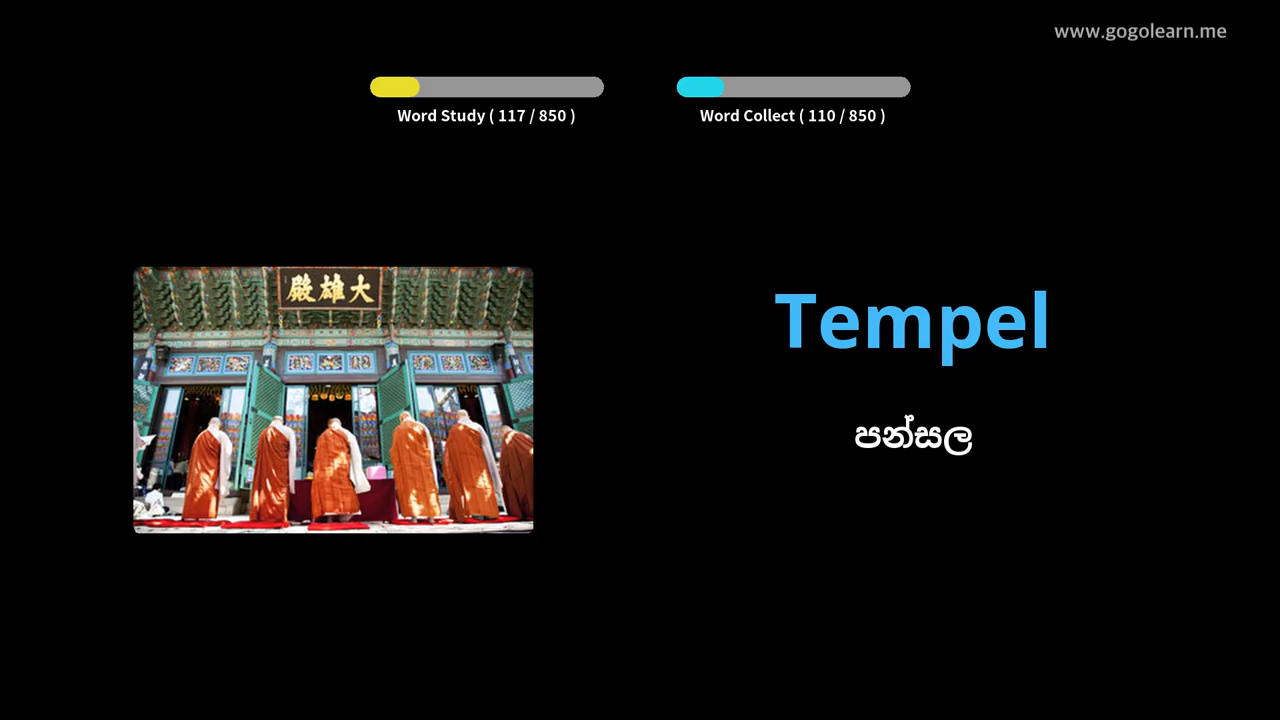 www.gogolearn.me
Word Study ( 117 / 850 )
Word Collect ( 110 / 850 )
殿雄大
Tempel
පන්සල